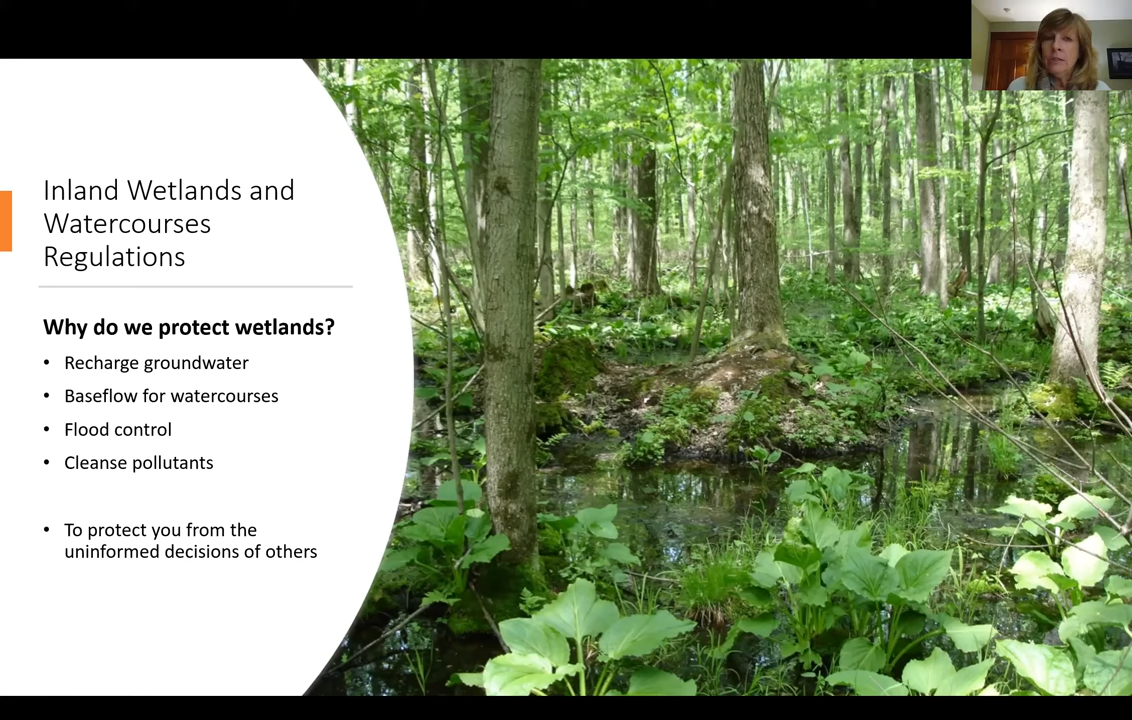 Inland Wetlands and
Watercourses
Regulations
Why do we protect wetlands?
• Recharge groundwater
• Baseflow for watercourses
• Flood control
• Cleanse pollutants
• To protect you from the
uninformed decisions of others